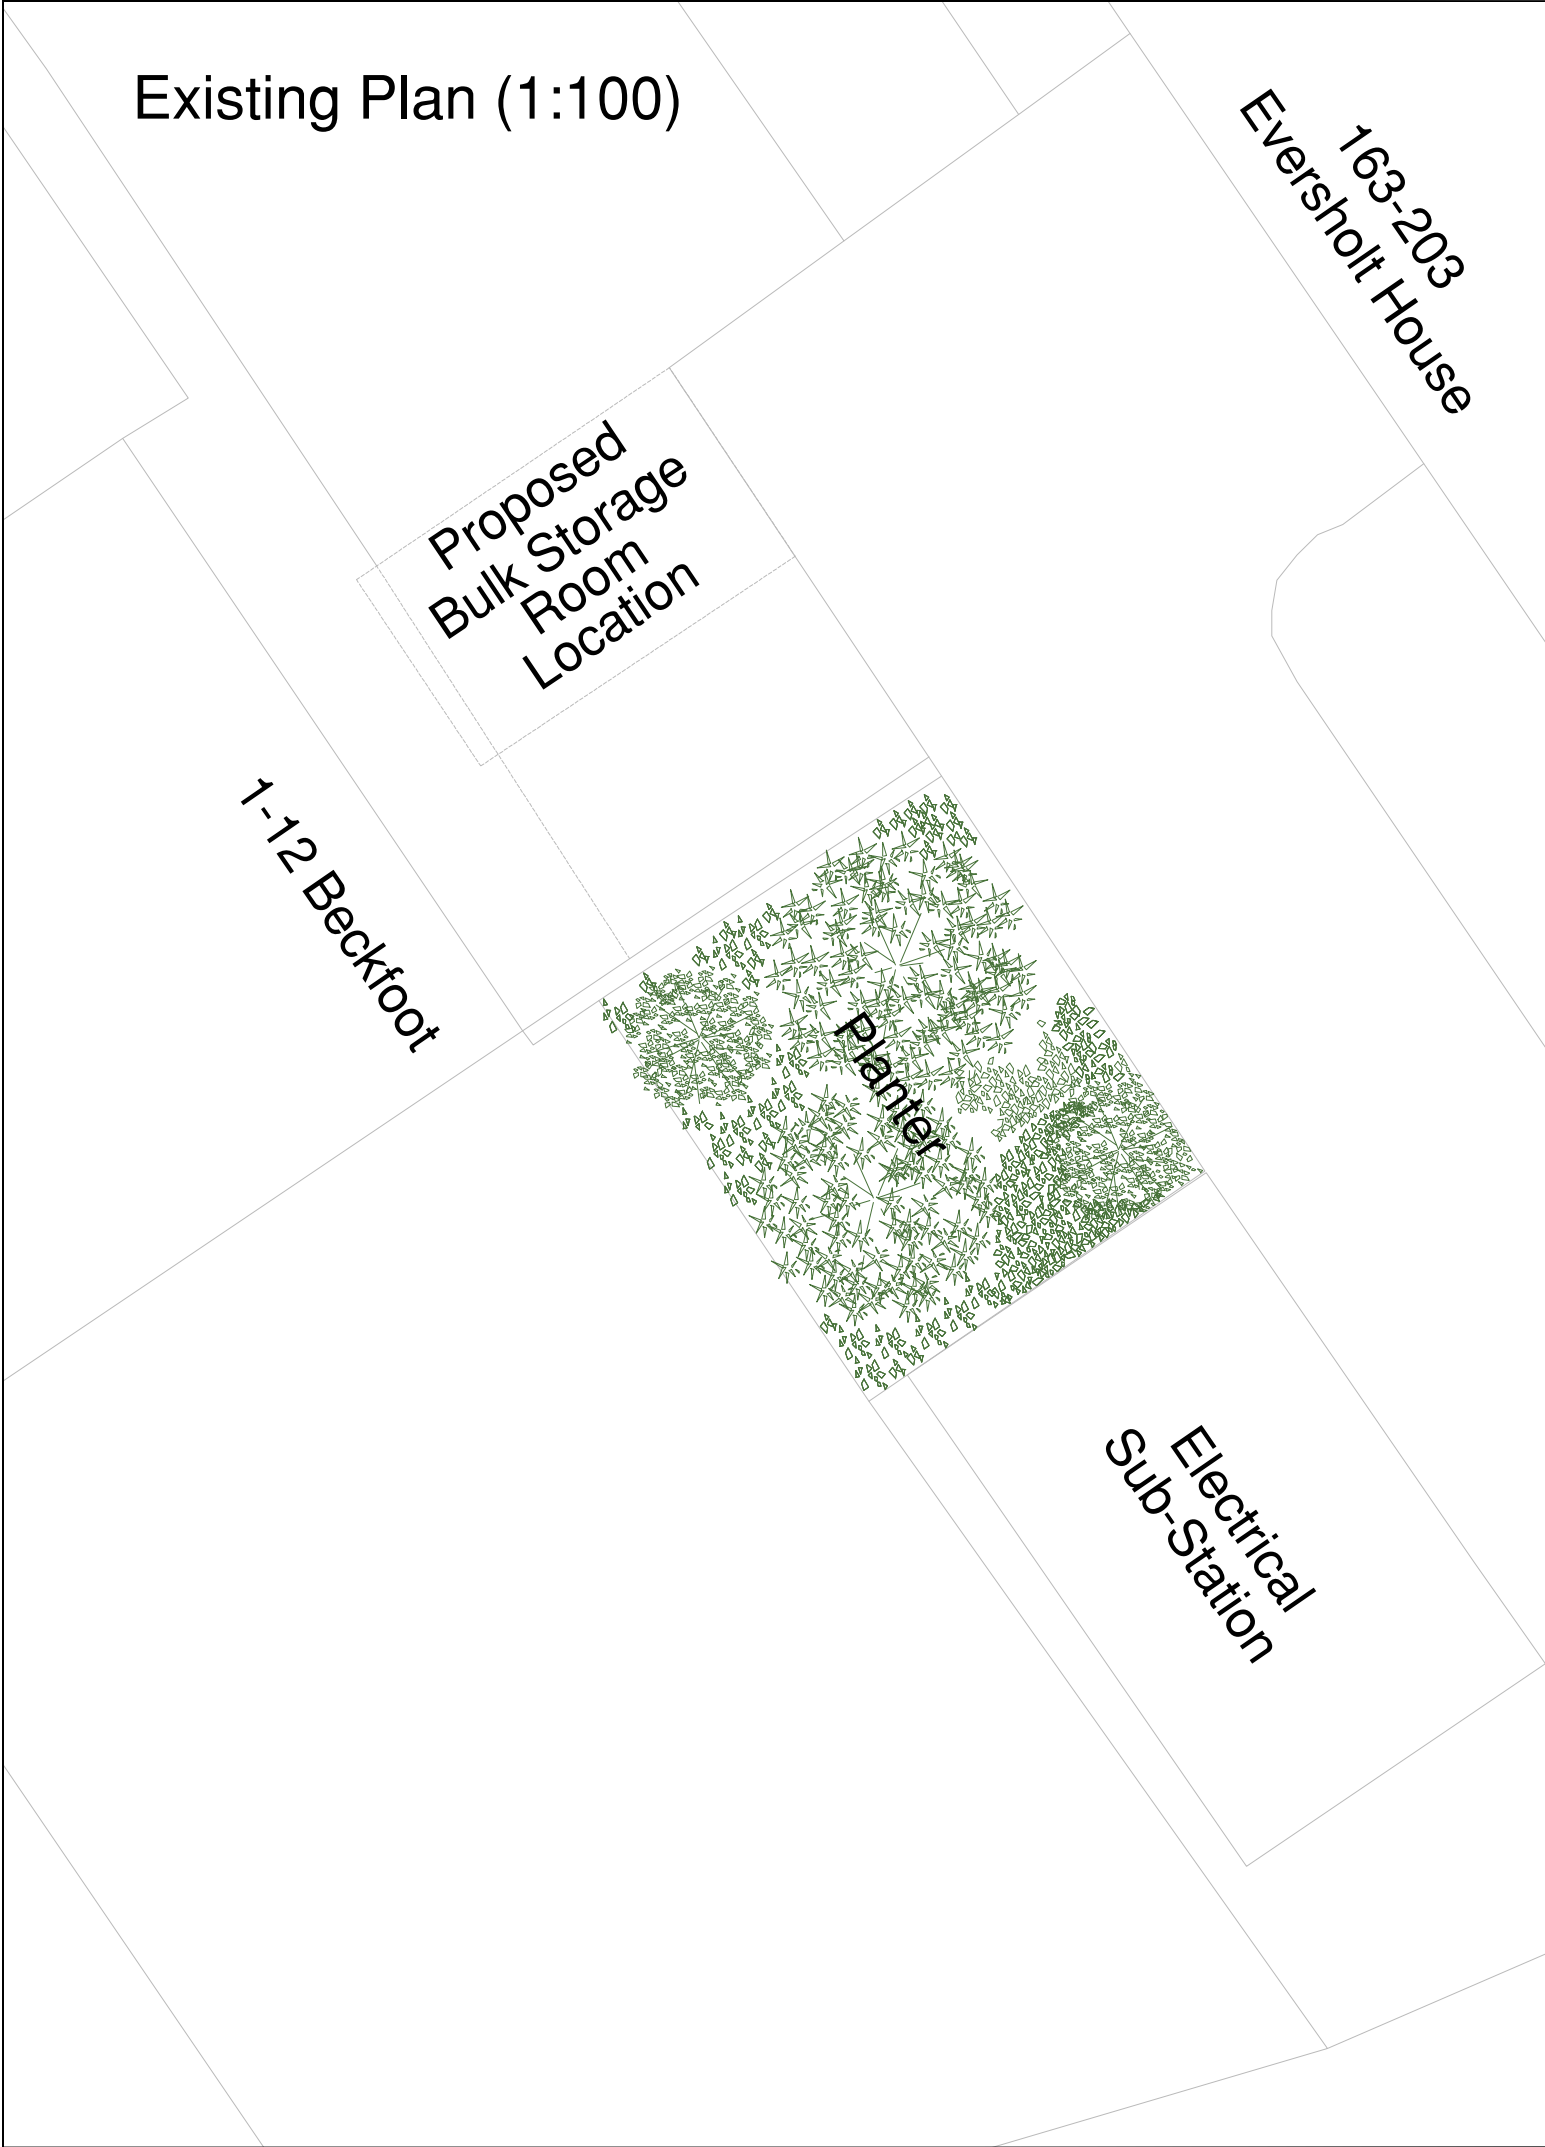 Existing Plan (1:100)
163-203
Eversholt House
Proposed
Bulk Storage
Room
Location
1-12 Beckfoot
Planter
Electrical
Sub-Station